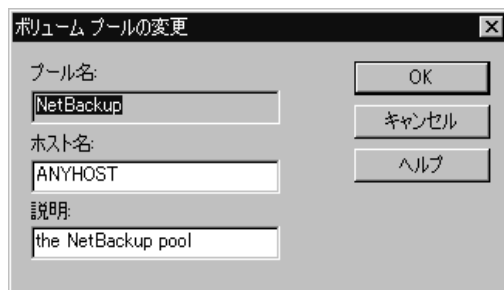 ボリューム プールの変更
プール名:
NetBackup
ホスト名:
ANYHOST
説明:
the NetBackup pool
OK
キャンセル
ヘルプ